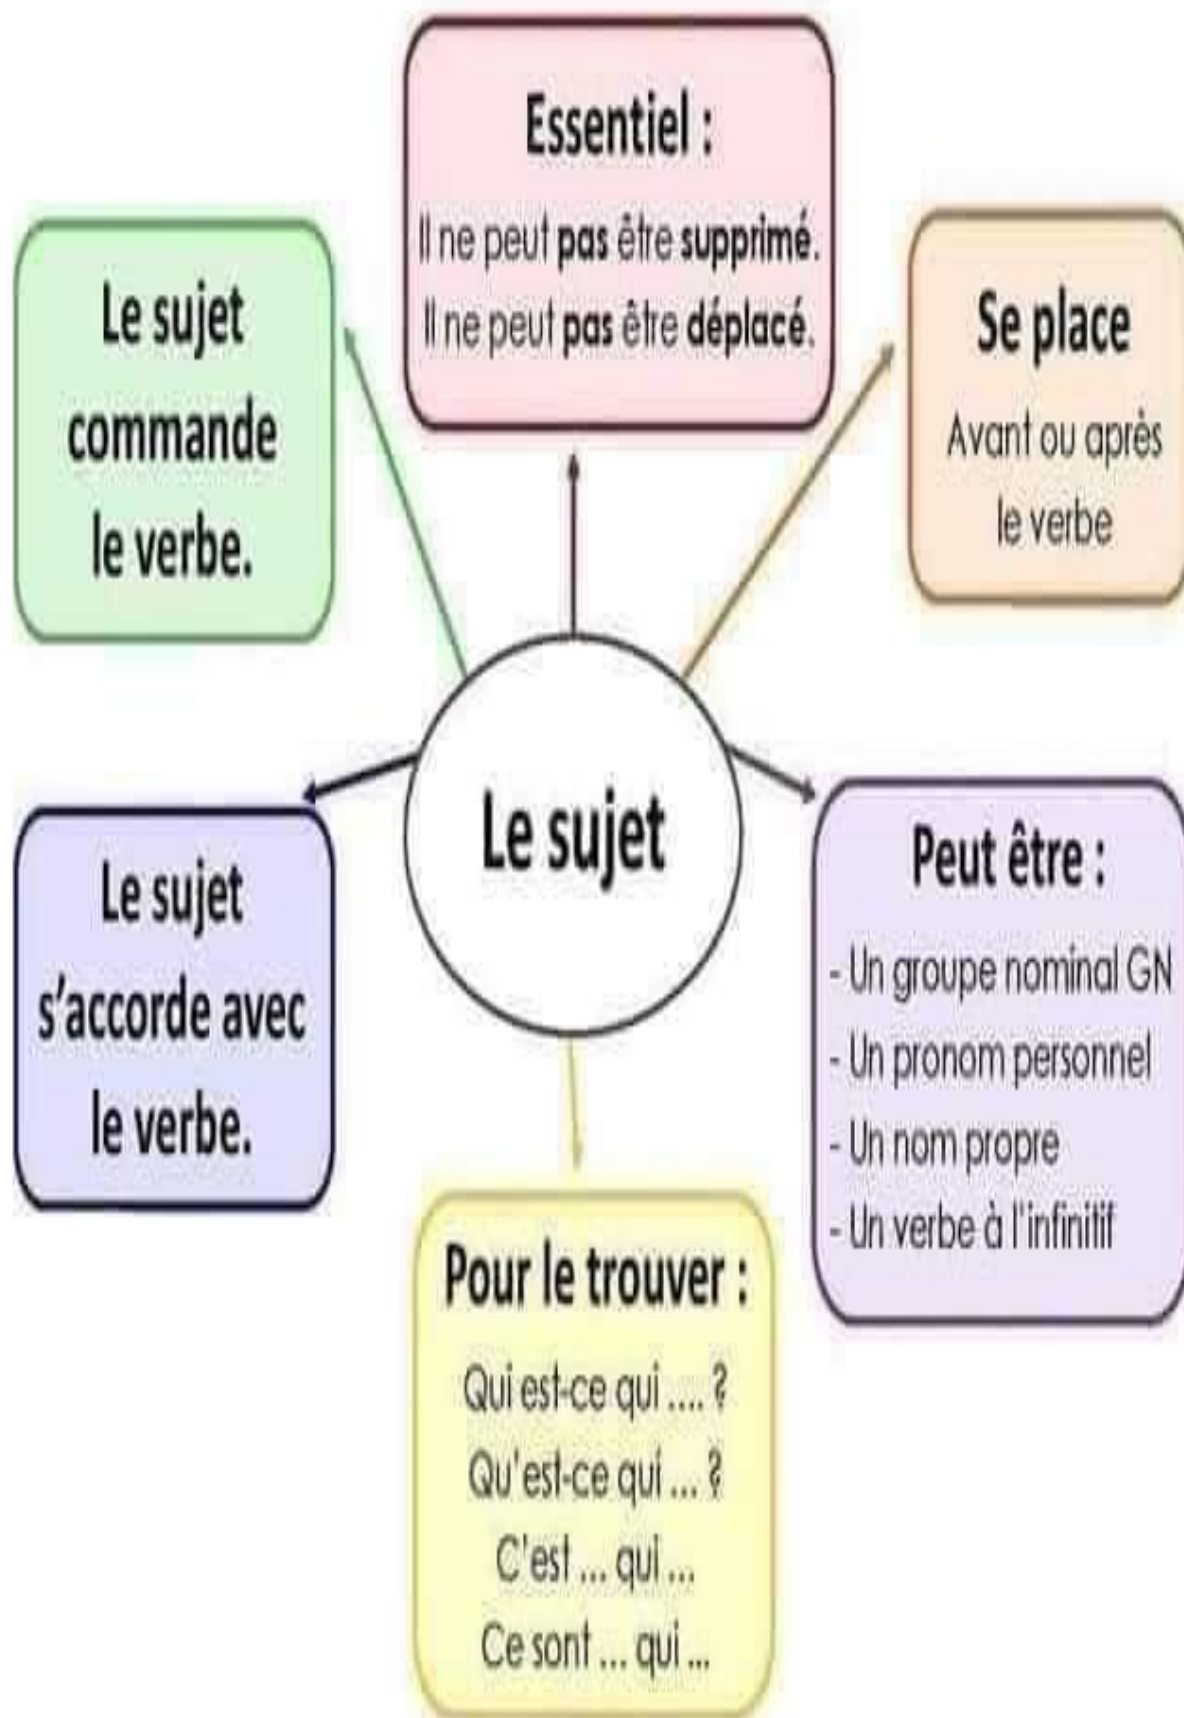 Essentiel :
Il ne peut pas être supprimé.
Il ne peut pas être déplacé.
Le sujet
commande
le verbe.
Se place
Avant ou après
le verbe
Le sujet
Le sujet
s'accorde avec
le verbe.
Peut être :
- Un groupe nominal GN
- Un pronom personnel
- Un nom propre
- Un verbe à l'infinitif
Pour le trouver :
Qui est-ce qui .... ?
Qu'est-ce qui ... ?
C'est ... qui ...
Ce sont ... qui ...